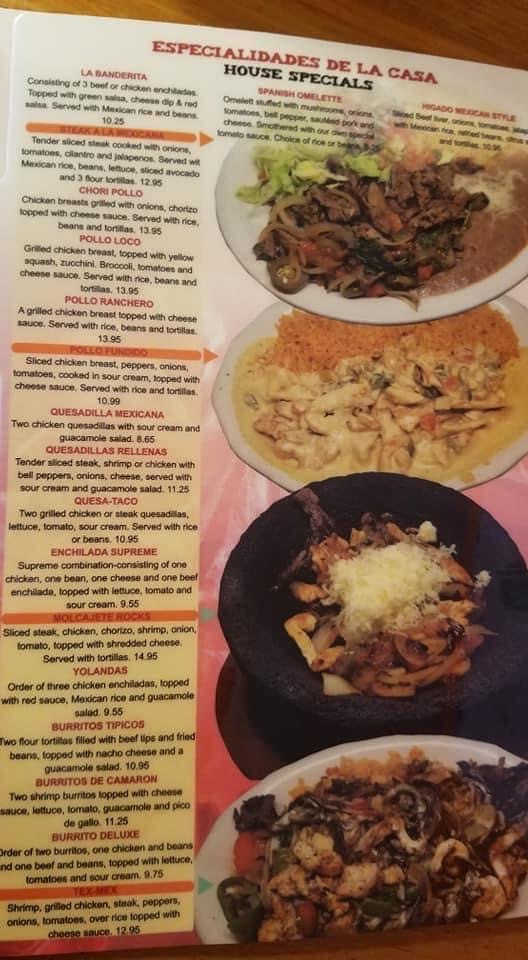 ESPECIALIDADES DE LA CASA
HOUSE SPECIALS
LA BANDERITA
Consisting of 3 beef or chicken enchiladas.
Topped with green salsa, cheese dip & red
salsa. Served with Mexican rice and beans.
10.25
STEAK A LA MEXICANA
Tender sliced steak cooked with onions,
tomatoes, cilantro and jalapenos. Served wit
Mexican rice, beans, lettuce, sliced avocado
and 3 flour tortillas. 12.95
CHORI POLLO
Chicken breasts grilled with onions, chorizo
topped with cheese sauce. Served with rice,
beans and tortillas. 13.95
POLLO LOCO
Grilled chicken breast, topped with yellow
squash, zucchini. Broccoli, tomatoes and
cheese sauce. Served with rice, beans and
tortillas. 13.95
POLLO RANCHERO
A grilled chicken breast topped with cheese
sauce. Served with rice, beans and tortillas.
13.95
POLLO FUNDIDO
Sliced chicken breast, peppers, onions,
tomatoes, cooked in sour cream, topped with
cheese sauce. Served with rice and tortillas.
10.99
QUESADILLA MEXICANA
Two chicken quesadillas with sour cream and
guacamole salad. 8.65
QUESADILLAS RELLENAS
Tender sliced steak, shrimp or chicken with
bell peppers, onions, cheese, served with
sour cream and guacamole salad. 11.25
QUESA-TACO
Two grilled chicken or steak quesadillas,
lettuce, tomato, sour cream. Served with rice
or beans. 10.95
ENCHILADA SUPREME
Supreme combination-consisting of one
chicken, one bean, one cheese and one beef
enchilada, topped with lettuce, tomato and
sour cream. 9.55
MOLCAJETE ROCKS
Sliced steak, chicken, chorizo, shrimp, onion,
tomato, topped with shredded cheese.
Served with tortillas. 14.95
YOLANDAS
Order of three chicken enchiladas, topped
with red sauce, Mexican rice and guacamole
salad. 9.55
BURRITOS TIPICOS
Two flour tortillas filled with beef tips and fried
beans, topped with nacho cheese and a
guacamole salad. 10.95
BURRITOS DE CAMARON
Two shrimp burritos topped with cheese
sauce, lettuce, tomato, guacamole and pico
de gallo. 11.25
BURRITO DELUXE
Order of two burritos, one chicken and beans
and one beef and beans, topped with lettuce,
tomatoes and sour cream. 9.75
TEX-MEX
Shrimp, grilled chicken, steak, peppers,
onions, tomatoes, over rice topped with
cheese sauce. 12.95
SPANISH OMELETTE
Omelett stuffed with mushrooms, onions,
tomatoes, bell pepper, sautéed pork and
cheese. Smothered with our own special
tomato sauce. Choice of rice or beans.
HIGADO MEXICAN STYLE
Sliced Beef liver, onions, tomatoes,
with Mexican rice, refried beans, citrus
and tortillas. 10.95